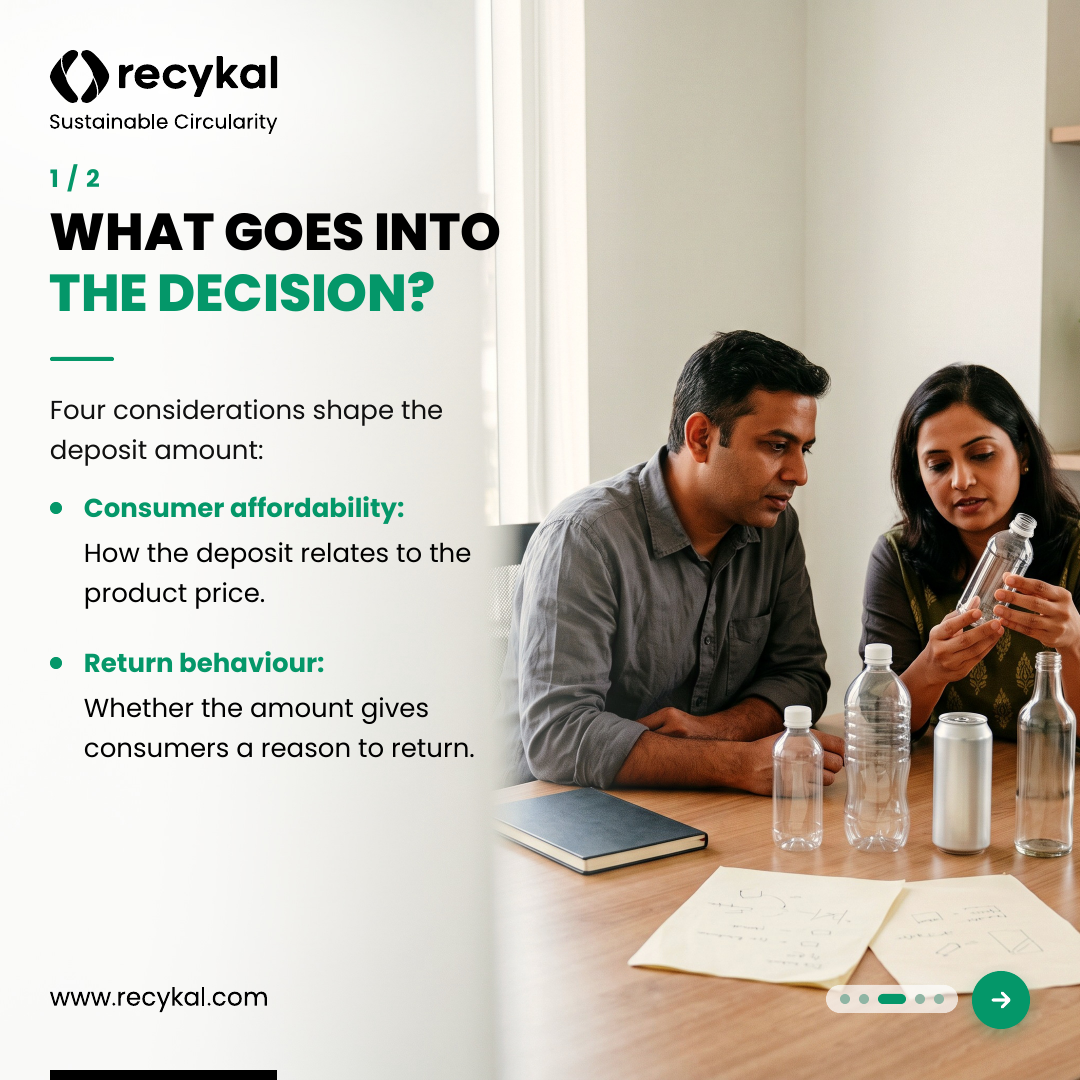 recykal
Sustainable Circularity
1 / 2
WHAT GOES INTO
THE DECISION?
Four considerations shape the
deposit amount:
Consumer affordability:
How the deposit relates to the
product price.
Return behaviour:
Whether the amount gives
consumers a reason to return.
www.recykal.com